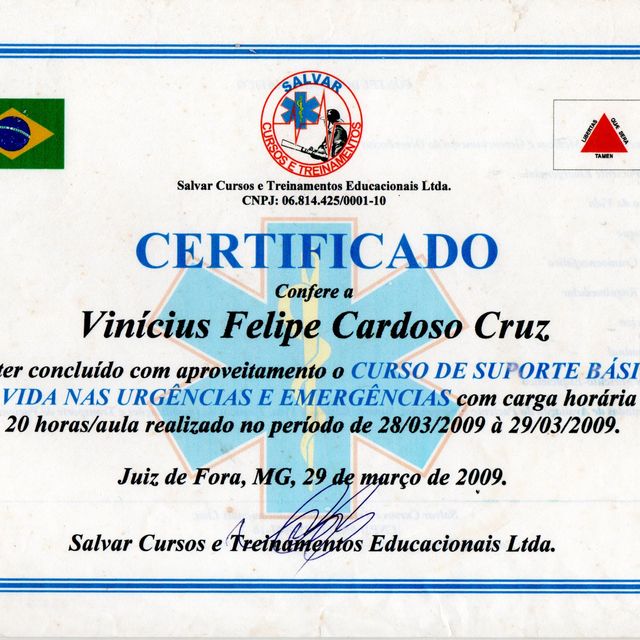 SALVAR
CURSOS E TREINAMENTOS
LIBERTAS QUE SERA TAMEN
Salvar Cursos e Treinamentos Educacionais Ltda.
CNPJ: 06.814.425/0001-10
CERTIFICADO
Confere a
Vinícius Felipe Cardoso Cruz
ter concluído com aproveitamento o CURSO DE SUPORTE BÁSI
VIDA NAS URGÊNCIAS E EMERGÊNCIAS com carga horária
20 horas/aula realizado no período de 28/03/2009 à 29/03/2009.
Juiz de Fora, MG, 29 de março de 2009.
Salvar Cursos e Treinamentos Educacionais Ltda.